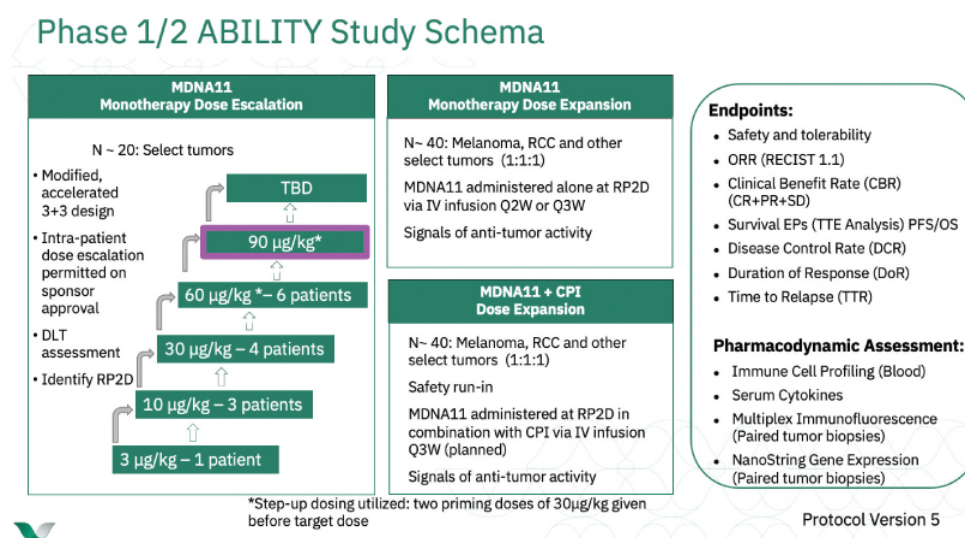 Phase 1/2 ABILITY Study Schema
MDNA11
Monotherapy Dose Escalation
N ~ 20: Select tumors
• Modified,
accelerated
3+3 design
• Intra-patient
dose escalation
permitted on
sponsor
approval
• DLT
assessment
• Identify RP2D
TBD
90 µg/kg*
60 µg/kg *– 6 patients
30 µg/kg – 4 patients
10 µg/kg – 3 patients
3 µg/kg – 1 patient
MDNA11
Monotherapy Dose Expansion
N~ 40: Melanoma, RCC and other
select tumors (1:1:1)
MDNA11 administered alone at RP2D
via IV infusion Q2W or Q3W
Signals of anti-tumor activity
MDNA11 + CPI
Dose Expansion
N~ 40: Melanoma, RCC and other
select tumors (1:1:1)
Safety run-in
MDNA11 administered at RP2D in
combination with CPI via IV infusion
Q3W (planned)
Signals of anti-tumor activity
Endpoints:
• Safety and tolerability
• ORR (RECIST 1.1)
• Clinical Benefit Rate (CBR)
(CR+PR+SD)
• Survival EPs (TTE Analysis) PFS/OS
• Disease Control Rate (DCR)
• Duration of Response (DoR)
• Time to Relapse (TTR)
Pharmacodynamic Assessment:
• Immune Cell Profiling (Blood)
• Serum Cytokines
• Multiplex Immunofluorescence
(Paired tumor biopsies)
• NanoString Gene Expression
(Paired tumor biopsies)
*Step-up dosing utilized: two priming doses of 30µg/kg given
before target dose
Protocol Version 5